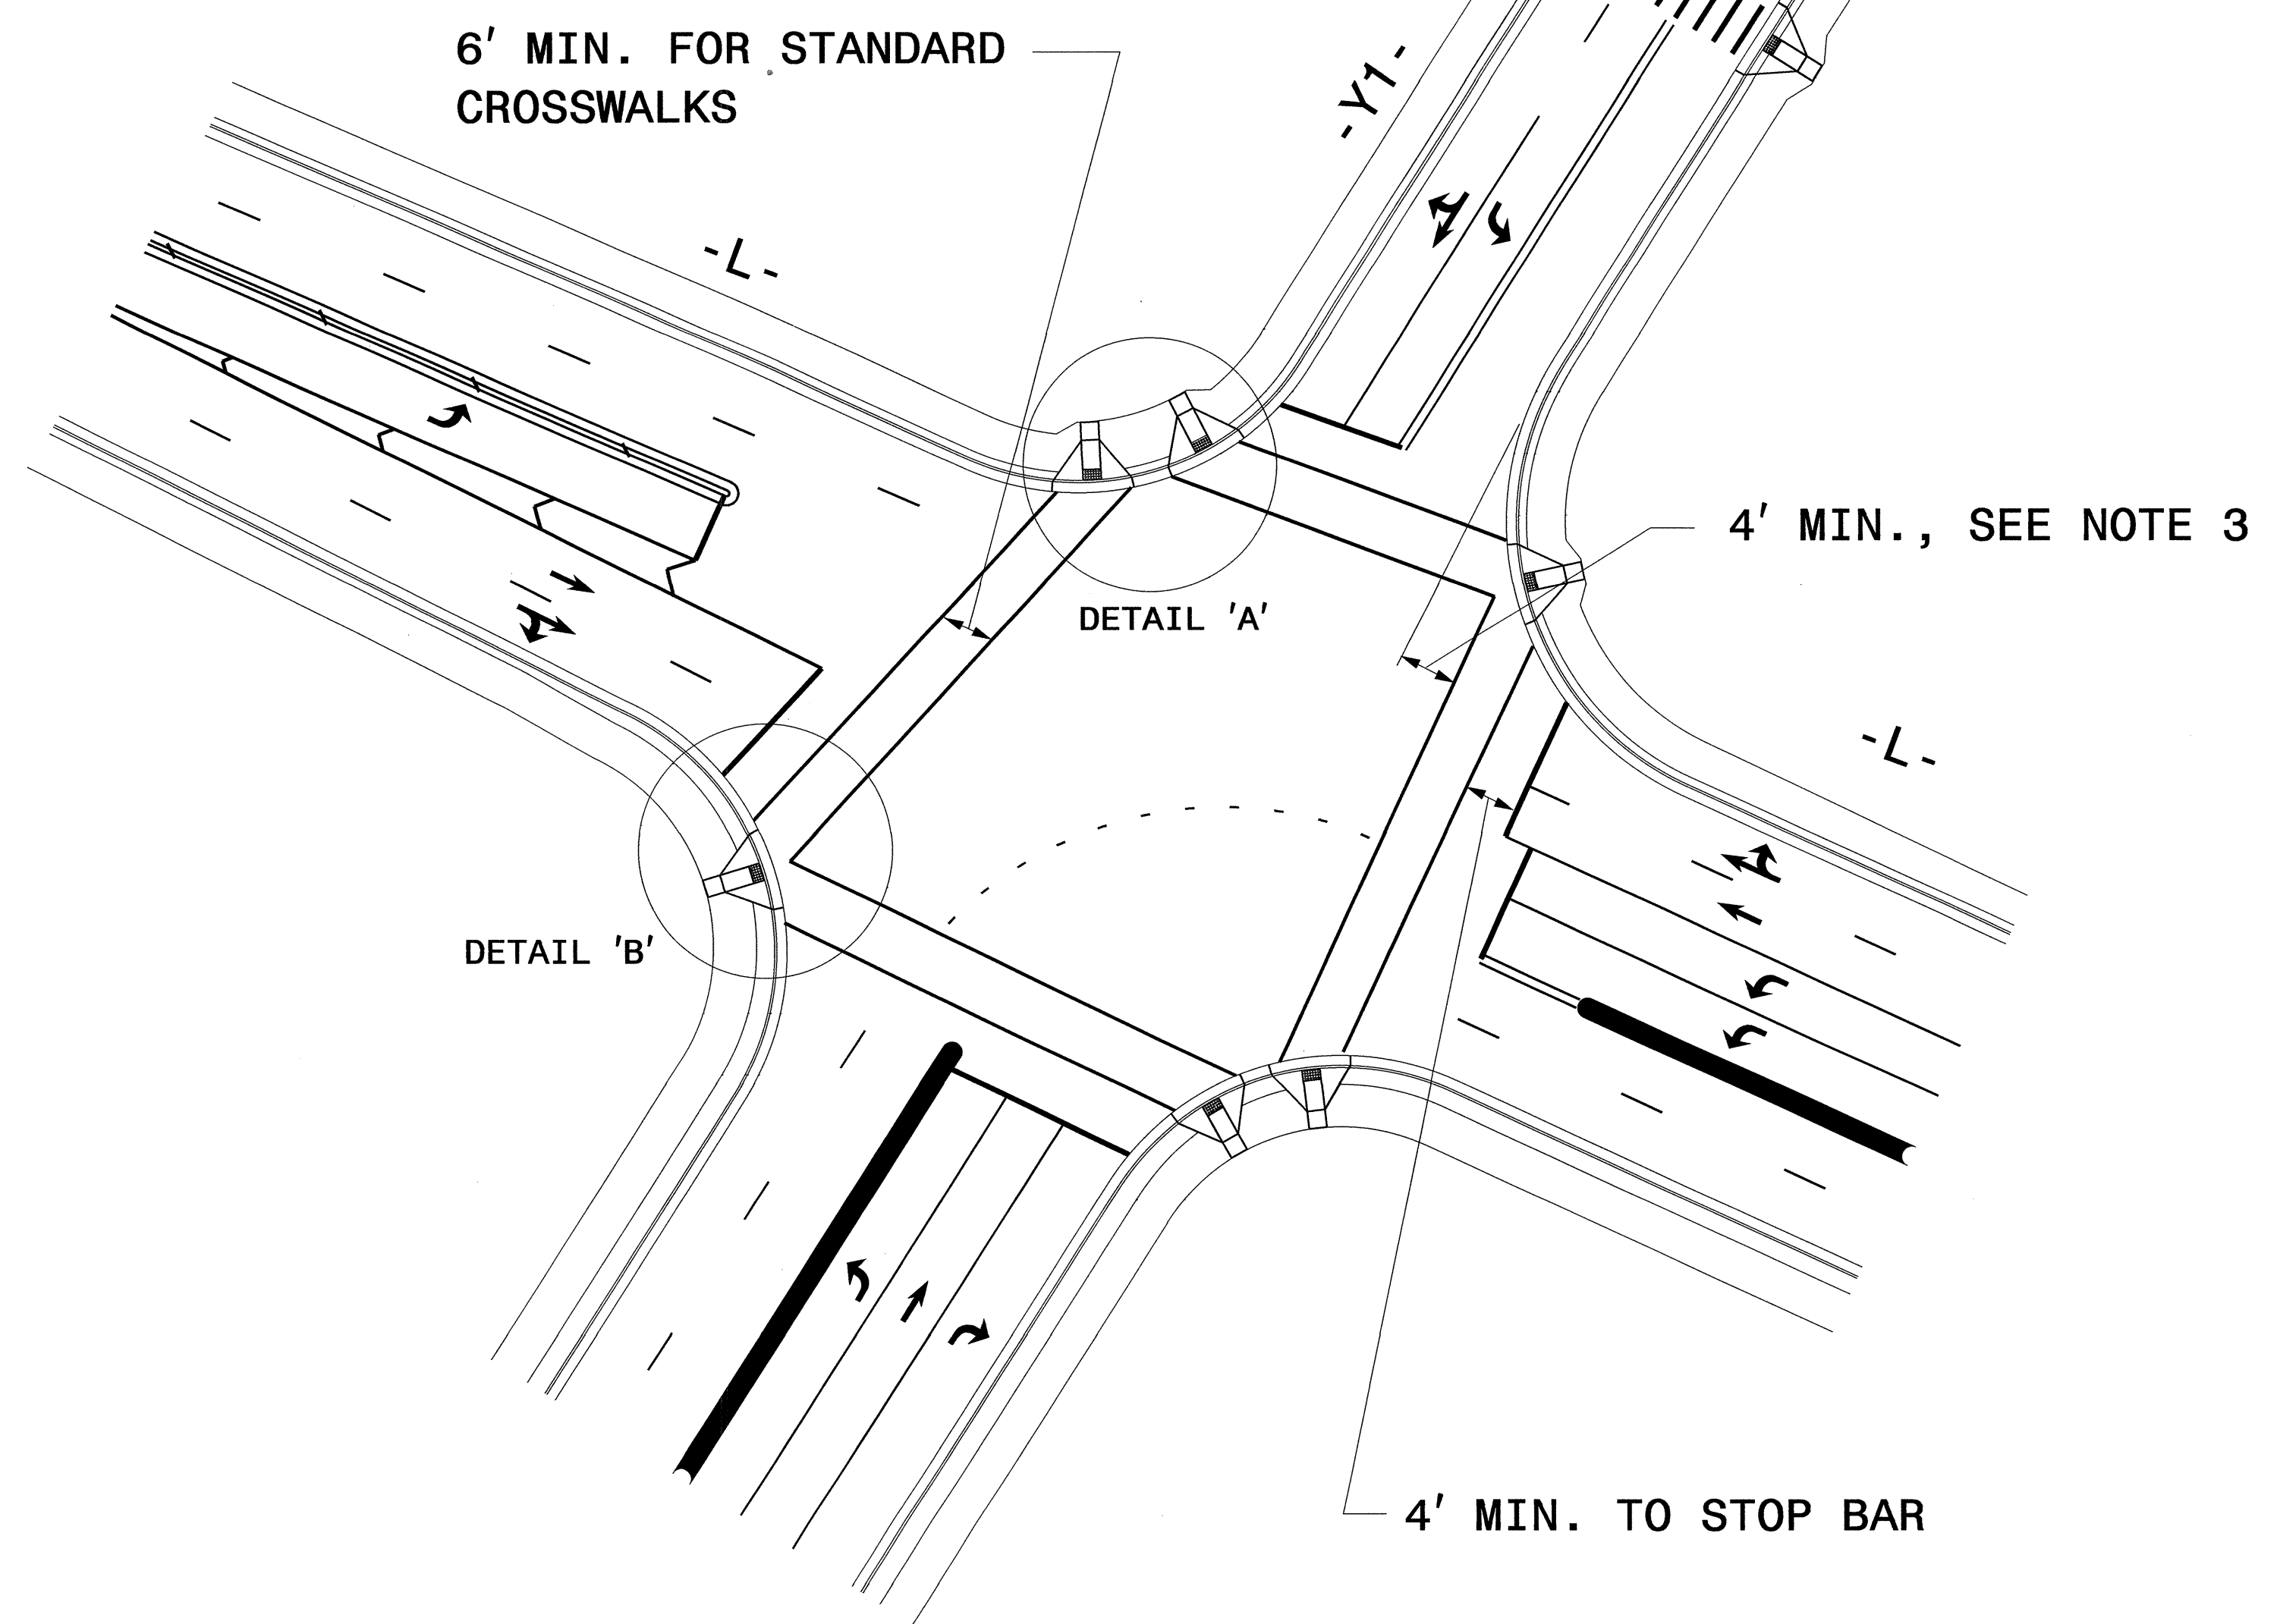 6' MIN. FOR STANDARD
CROSSWALKS
-Y1-
-L-
4' MIN., SEE NOTE 3
DETAIL 'A'
-L-
DETAIL 'B'
4' MIN. TO STOP BAR